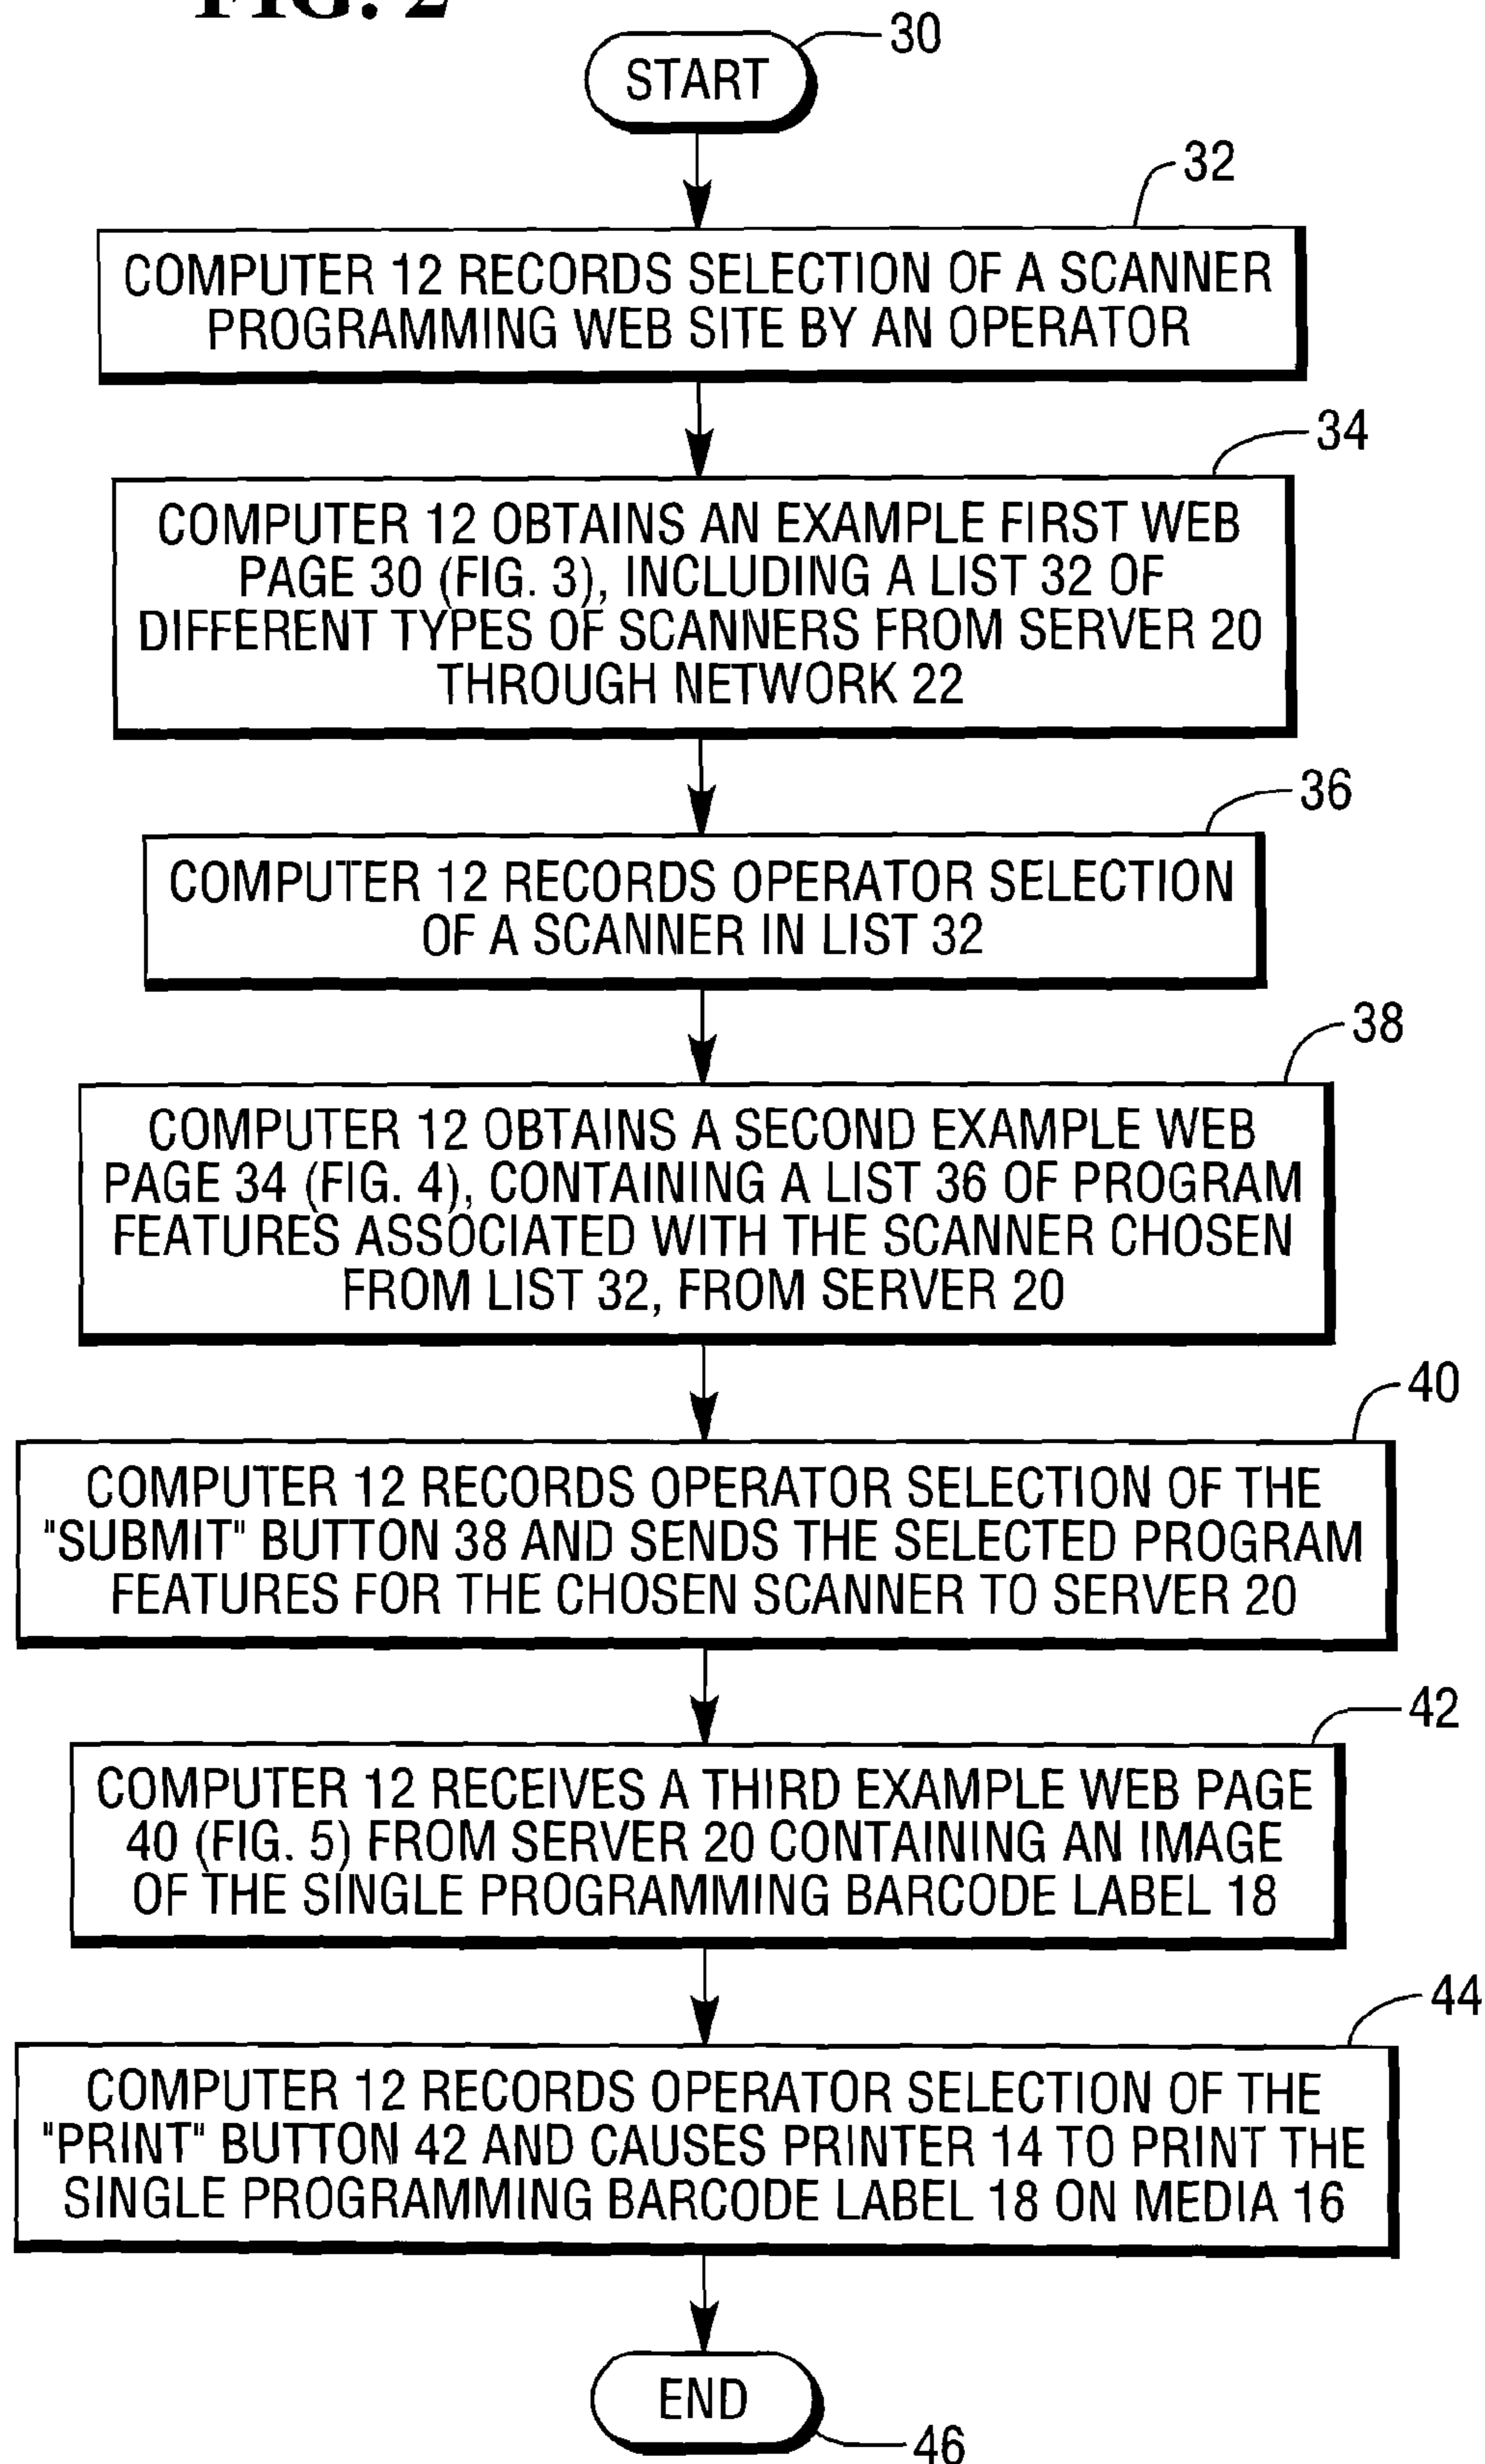 FIG. 2
START
30
32
COMPUTER 12 RECORDS SELECTION OF A SCANNER
PROGRAMMING WEB SITE BY AN OPERATOR
34
COMPUTER 12 OBTAINS AN EXAMPLE FIRST WEB
PAGE 30 (FIG. 3), INCLUDING A LIST 32 OF
DIFFERENT TYPES OF SCANNERS FROM SERVER 20
THROUGH NETWORK 22
36
COMPUTER 12 RECORDS OPERATOR SELECTION
OF A SCANNER IN LIST 32
38
COMPUTER 12 OBTAINS A SECOND EXAMPLE WEB
PAGE 34 (FIG. 4), CONTAINING A LIST 36 OF PROGRAM
FEATURES ASSOCIATED WITH THE SCANNER CHOSEN
FROM LIST 32, FROM SERVER 20
40
COMPUTER 12 RECORDS OPERATOR SELECTION OF THE
"SUBMIT" BUTTON 38 AND SENDS THE SELECTED PROGRAM
FEATURES FOR THE CHOSEN SCANNER TO SERVER 20
42
COMPUTER 12 RECEIVES A THIRD EXAMPLE WEB PAGE
40 (FIG. 5) FROM SERVER 20 CONTAINING AN IMAGE
OF THE SINGLE PROGRAMMING BARCODE LABEL 18
44
COMPUTER 12 RECORDS OPERATOR SELECTION OF THE
"PRINT" BUTTON 42 AND CAUSES PRINTER 14 TO PRINT THE
SINGLE PROGRAMMING BARCODE LABEL 18 ON MEDIA 16
END
46